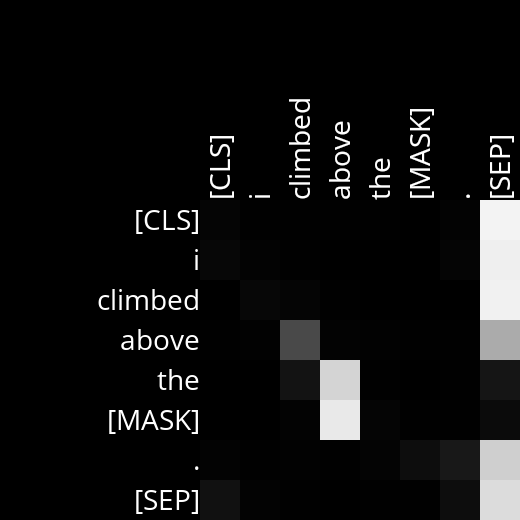 [CLS] i climbed above the [MASK] . [SEP]
[CLS]
i
climbed
above
the
[MASK]
.
[SEP]